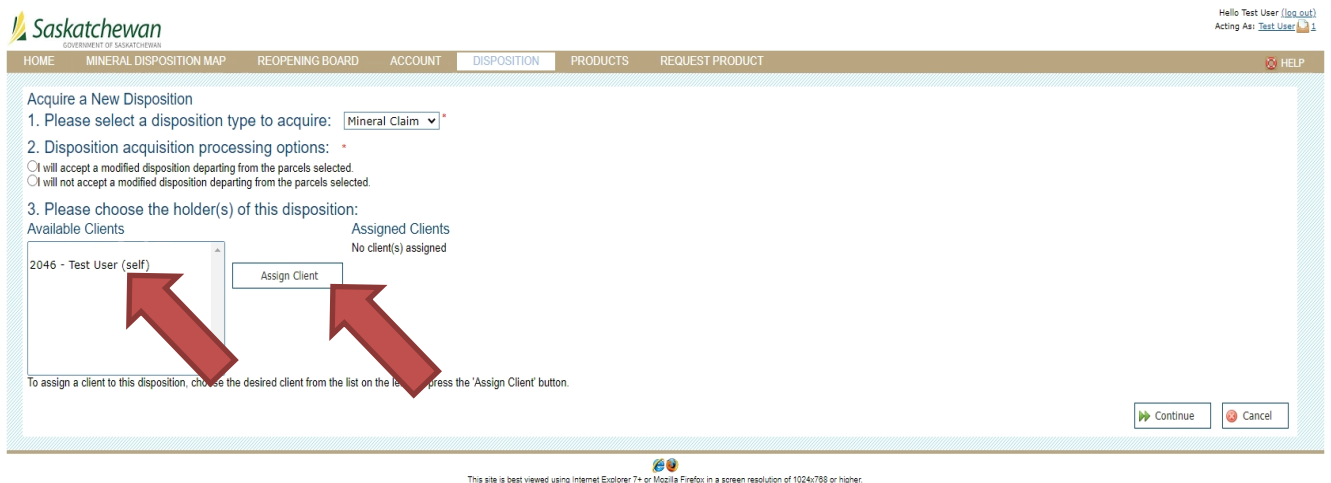 Saskatchewan
GOVERNMENT OF SASKATCHEWAN
Hello Test User (log out)
Acting As: Test User 1
HOME MINERAL DISPOSITION MAP REOPENING BOARD ACCOUNT DISPOSITION PRODUCTS REQUEST PRODUCT HELP
Acquire a New Disposition
1. Please select a disposition type to acquire: Mineral Claim *
2. Disposition acquisition processing options: *
I will accept a modified disposition departing from the parcels selected.
I will not accept a modified disposition departing from the parcels selected.
3. Please choose the holder(s) of this disposition:
Available Clients Assigned Clients
No client(s) assigned
2046 - Test User (self)
Assign Client
To assign a client to this disposition, choose the desired client from the list on the press the 'Assign Client' button.
Continue Cancel
This site is best viewed using Internet Explorer 7+ or Mozilla Firefox in a screen resolution of 1024x768 or higher.